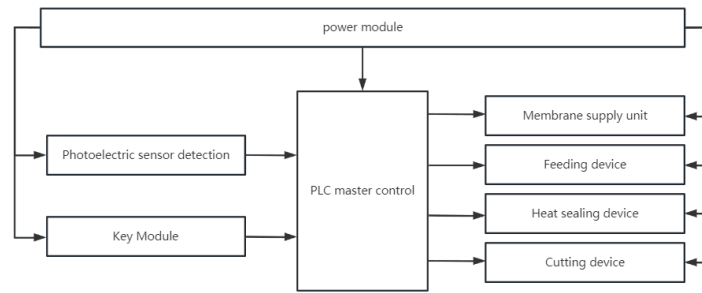 power module
Photoelectric sensor detection
Key Module
PLC master control
Membrane supply unit
Feeding device
Heat sealing device
Cutting device